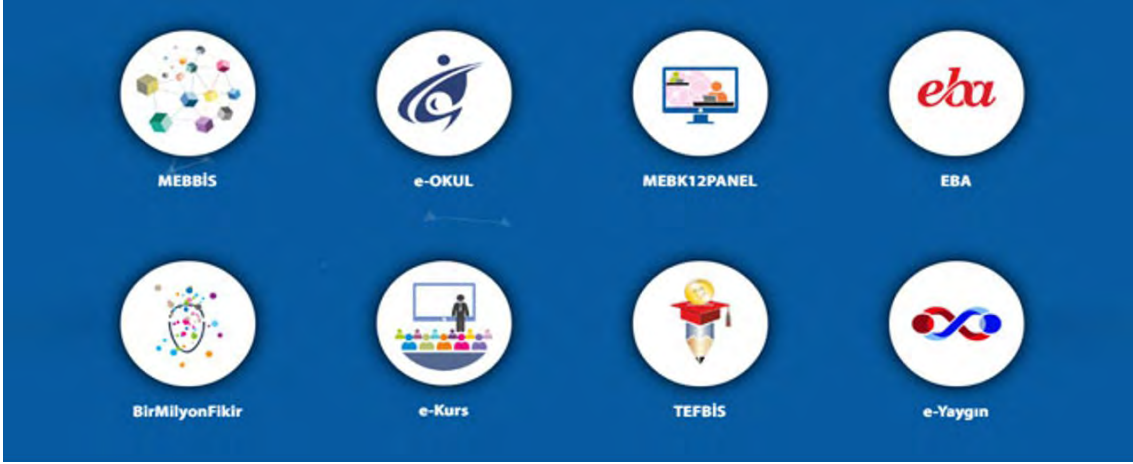 eba
MEBBİS
e-OKUL
MEBK12PANEL
EBA
BirMilyonFikir
e-Kurs
TEFBİS
e-Yaygın